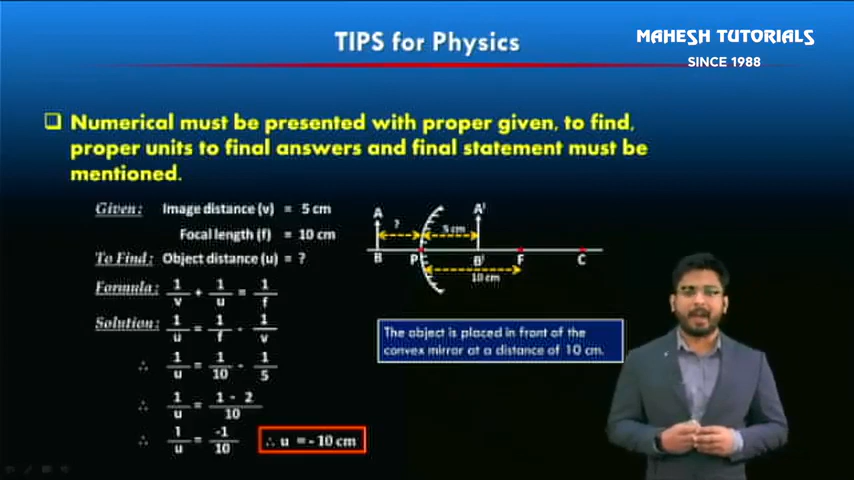 TIPS for Physics
MAHESH TUTORIALS
SINCE 1988
Numerical must be presented with proper given, to find,
proper units to final answers and final statement must be
mentioned.
Given: Image distance (v) = 5 cm
Focal length (f) = 10 cm
To Find: Object distance (u) = ?
Formula: 1/v + 1/u = 1/f
Solution: 1/u = 1/f - 1/v
∴ 1/u = 1/10 - 1/5
∴ 1/u = 1 - 2/10
∴ 1/u = -1/10
∴ u = - 10 cm
A ? 5 cm A'
B P B' F C
10 cm
The object is placed in front of the
convex mirror at a distance of 10 cm.